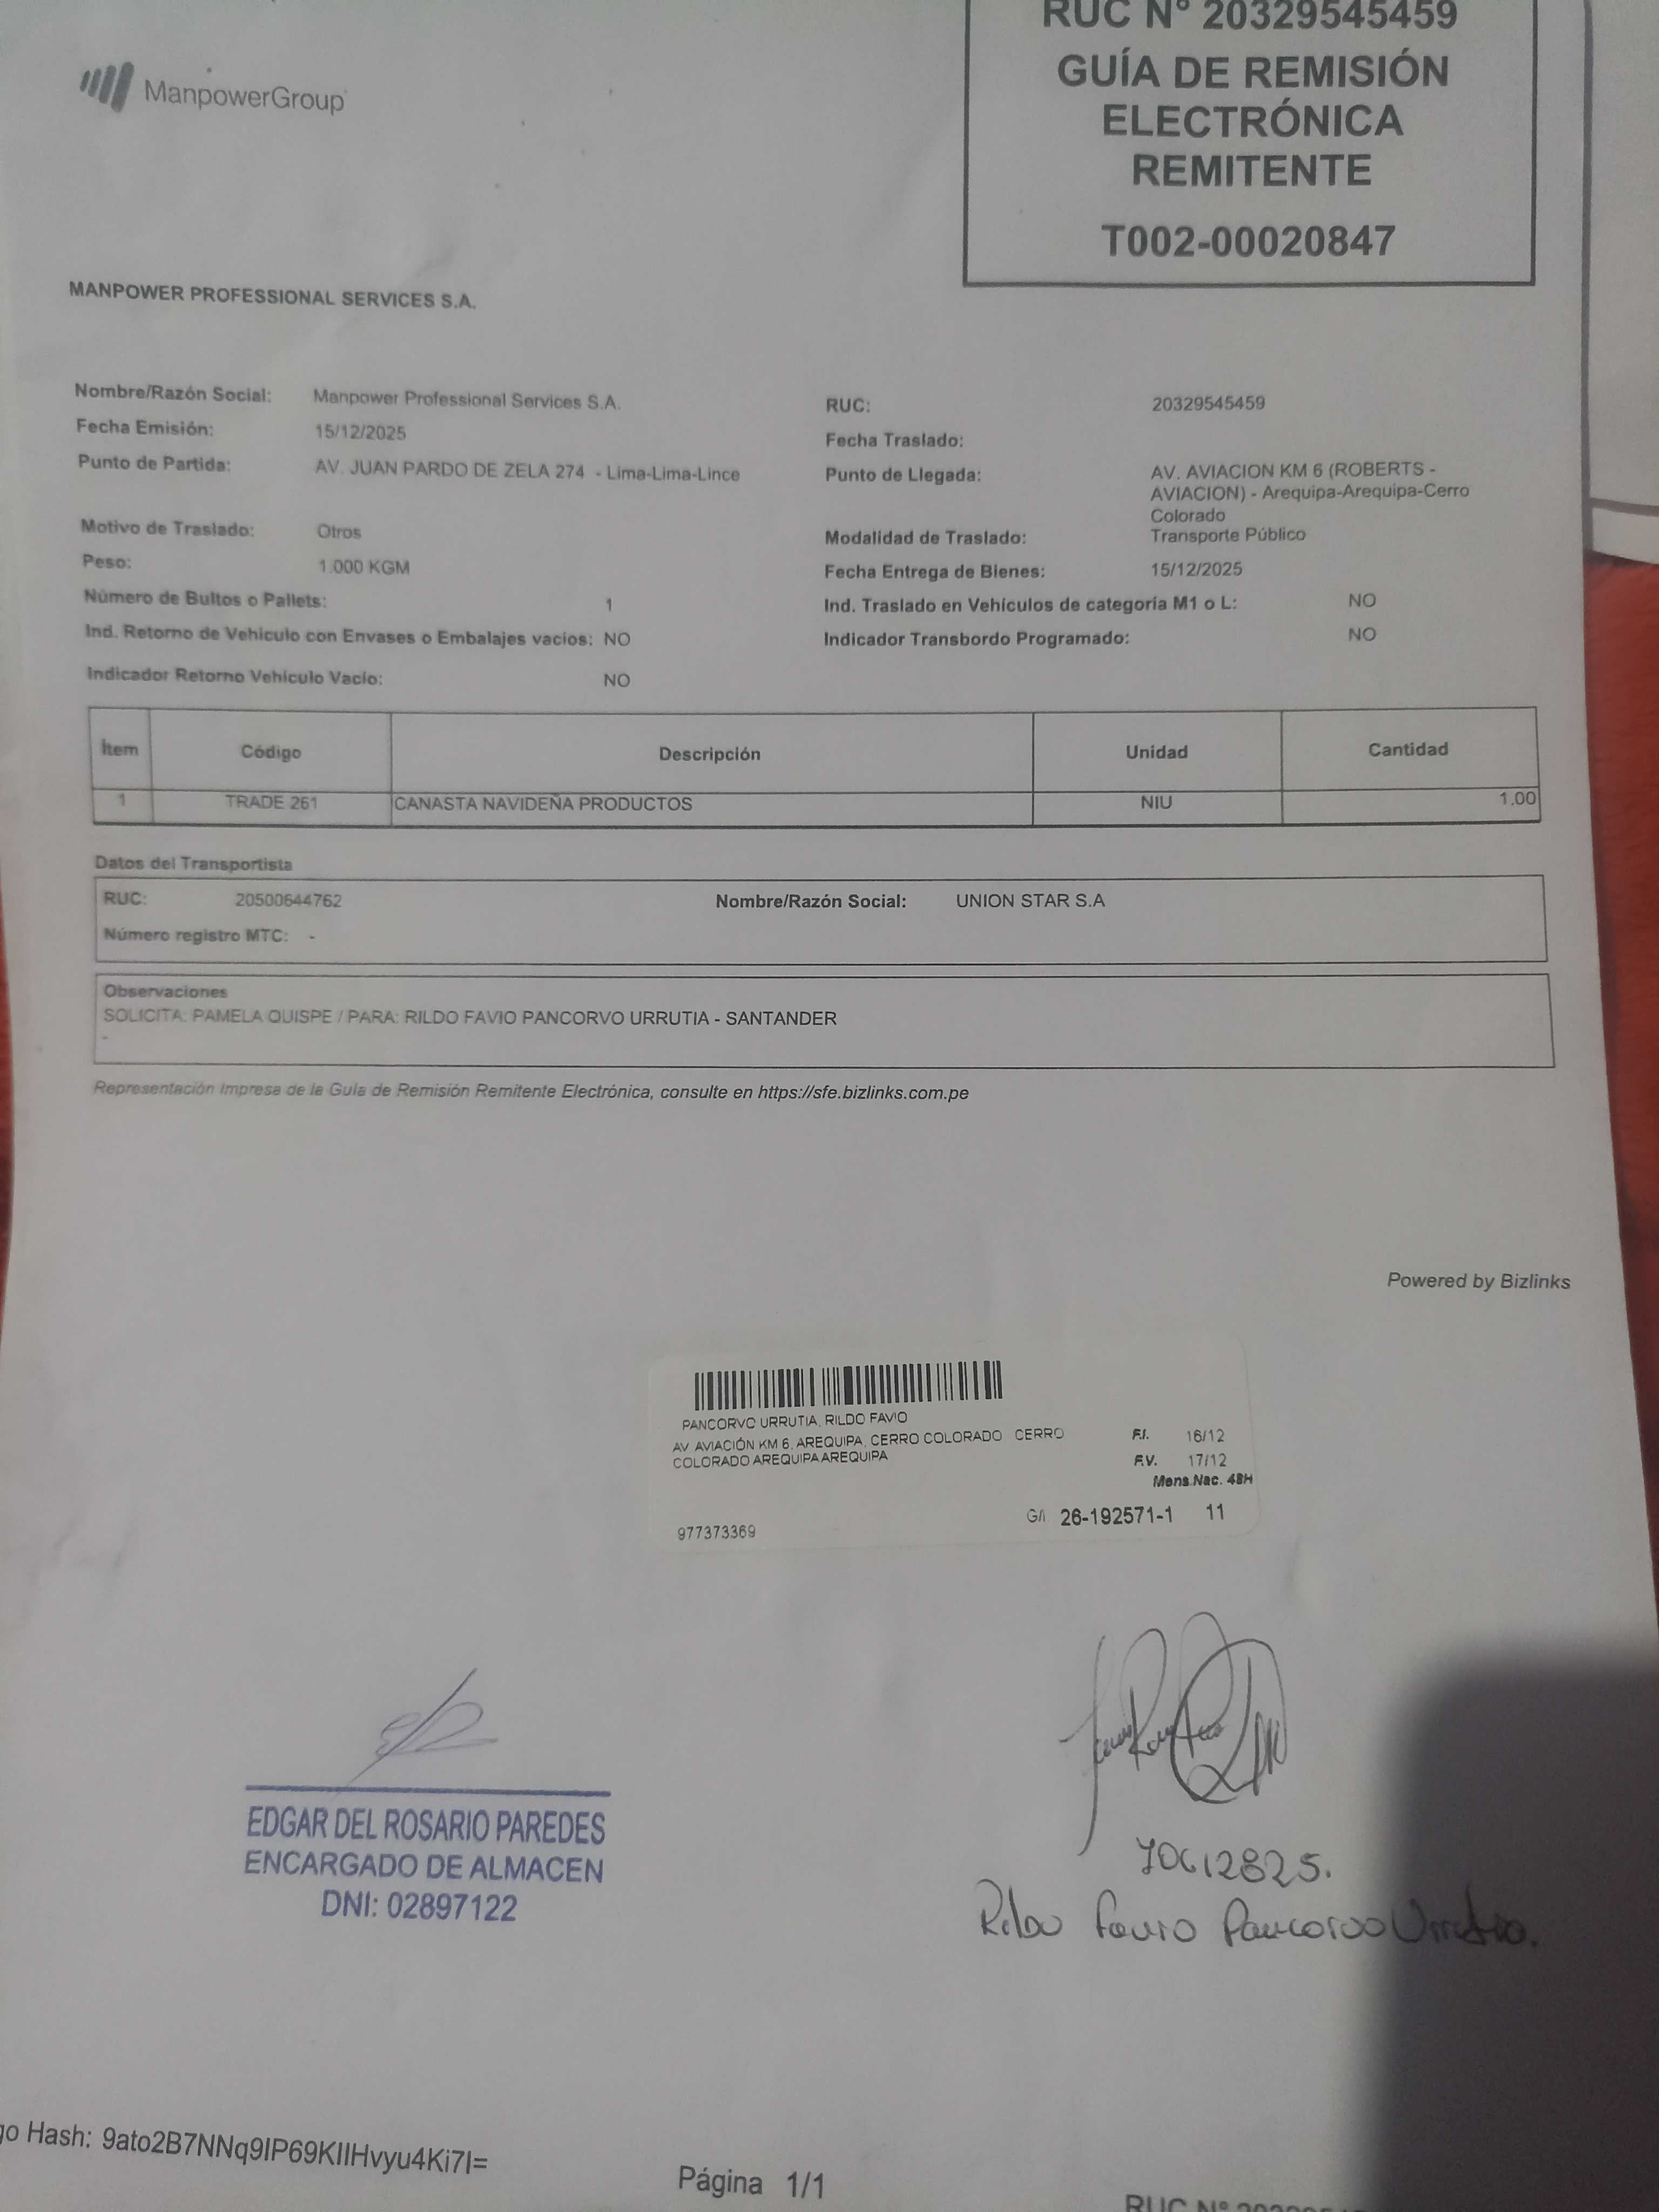 RUC N° 20329545459
GUÍA DE REMISIÓN
ELECTRÓNICA
REMITENTE
T002-00020847
ManpowerGroup
MANPOWER PROFESSIONAL SERVICES S.A.
Nombre/Razón Social: Manpower Professional Services S.A. RUC: 20329545459
Fecha Emisión: 15/12/2025 Fecha Traslado:
Punto de Partida: AV. JUAN PARDO DE ZELA 274 - Lima-Lima-Lince Punto de Llegada: AV. AVIACION KM 6 (ROBERTS -
AVIACION) - Arequipa-Arequipa-Cerro
Colorado
Motivo de Traslado: Otros Modalidad de Traslado: Transporte Público
Peso: 1.000 KGM Fecha Entrega de Bienes: 15/12/2025
Número de Bultos o Pallets: 1 Ind. Traslado en Vehículos de categoría M1 o L: NO
Ind. Retorno de Vehiculo con Envases o Embalajes vacios: NO Indicador Transbordo Programado: NO
Indicador Retorno Vehiculo Vacio: NO
Ítem Código Descripción Unidad Cantidad
1 TRADE 261 CANASTA NAVIDEÑA PRODUCTOS NIU 1.00
Datos del Transportista
RUC: 20500644762 Nombre/Razón Social: UNION STAR S.A
Número registro MTC: -
Observaciones
SOLICITA: PAMELA QUISPE / PARA: RILDO FAVIO PANCORVO URRUTIA - SANTANDER
-
Representación Impresa de la Guía de Remisión Remitente Electrónica, consulte en https://sfe.bizlinks.com.pe
Powered by Bizlinks
PANCORVO URRUTIA, RILDO FAVIO
AV AVIACIÓN KM 6, AREQUIPA, CERRO COLORADO CERRO
COLORADO AREQUIPA AREQUIPA
F.I. 16/12
F.V. 17/12
Mens.Nac. 48H
G/I 26-192571-1 11
977373369
EDGAR DEL ROSARIO PAREDES
ENCARGADO DE ALMACEN
DNI: 02897122
70612825.
Rildo Favio Pancorvo Urrutia.
go Hash: 9ato2B7NNq9IP69KIIHvyu4Ki7I=
Página 1/1
RUC N°